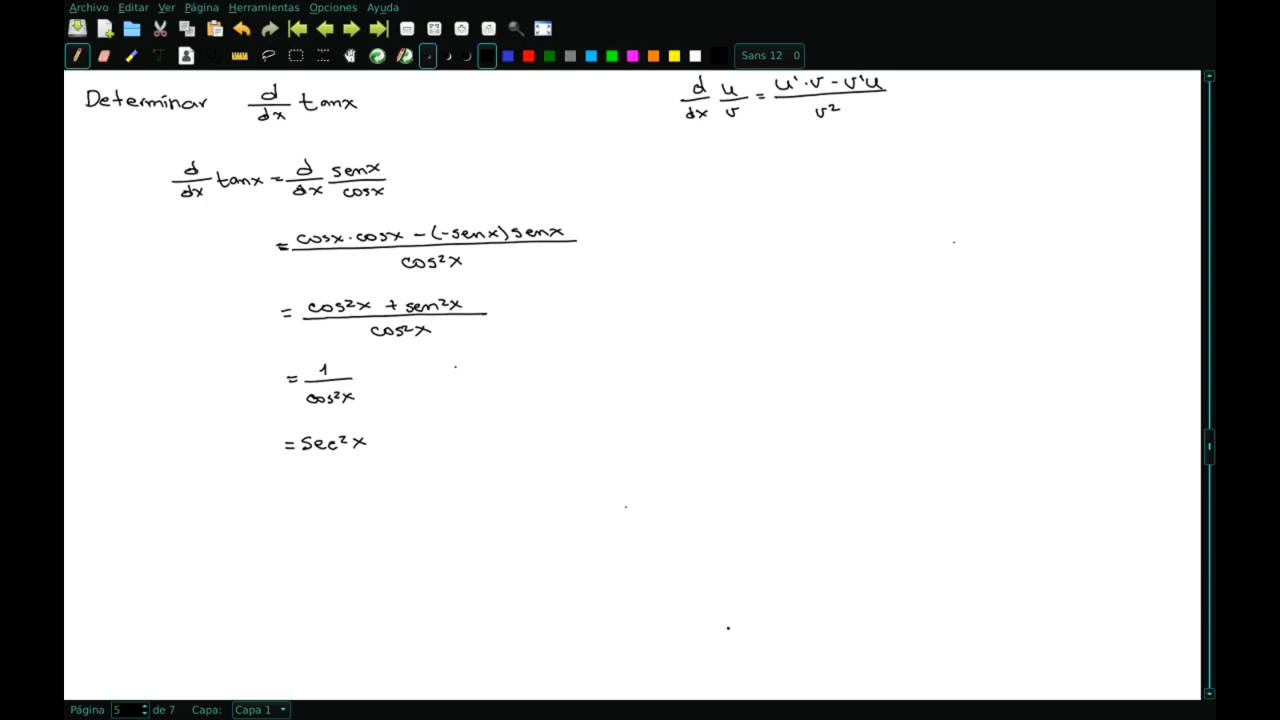 Archivo Editar Ver Página Herramientas Opciones Ayuda
Sans 12 0
Determinar d/dx tanx
d/dx u/v = u'·v - v'u / v²
d/dx tanx = d/dx senx/cosx
= cosx·cosx - (-senx)senx / cos²x
= cos²x + sen²x / cos²x
= 1 / cos²x
= sec²x
Página 5 de 7 Capa: Capa 1